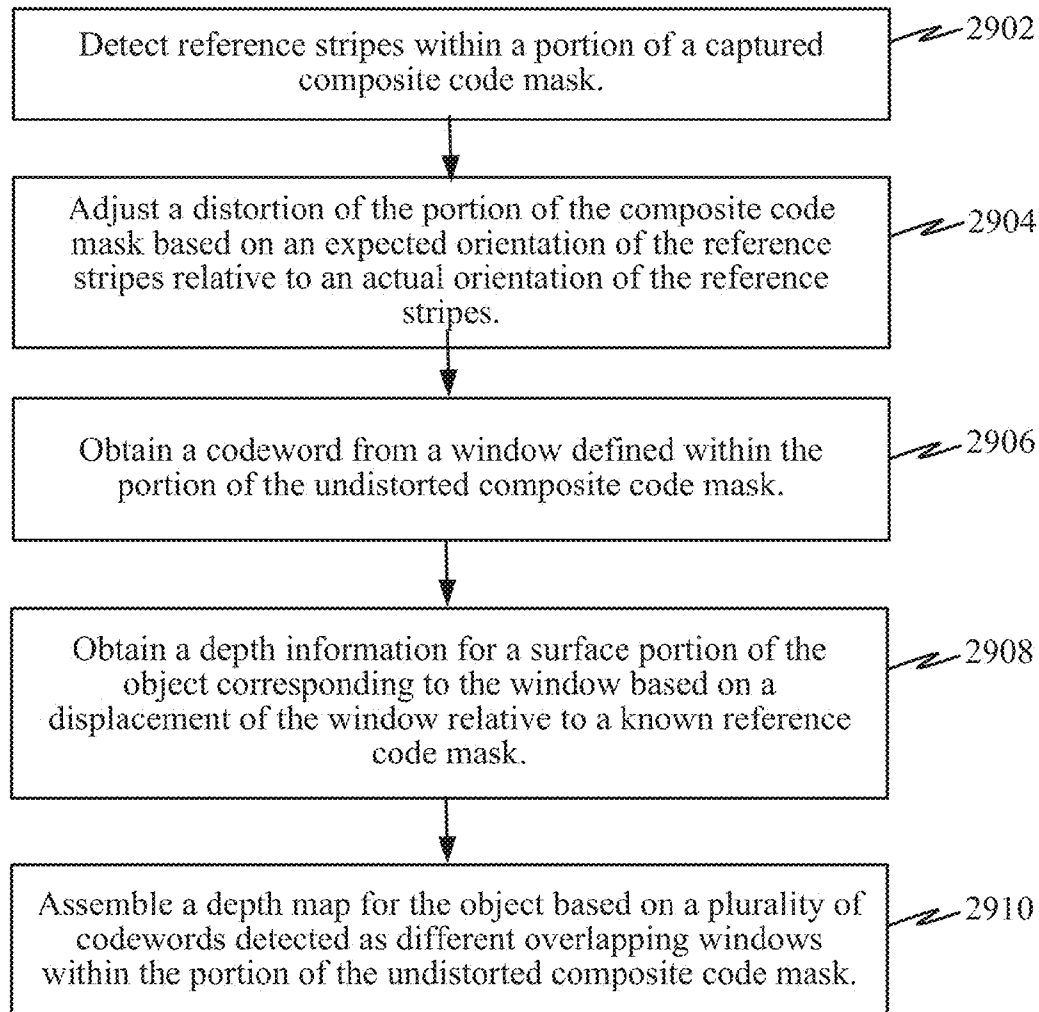 Detect reference stripes within a portion of a captured
composite code mask.
2902
Adjust a distortion of the portion of the composite code
mask based on an expected orientation of the reference
stripes relative to an actual orientation of the reference
stripes.
2904
Obtain a codeword from a window defined within the
portion of the undistorted composite code mask.
2906
Obtain a depth information for a surface portion of the
object corresponding to the window based on a
displacement of the window relative to a known reference
code mask.
2908
Assemble a depth map for the object based on a plurality of
codewords detected as different overlapping windows
within the portion of the undistorted composite code mask.
2910